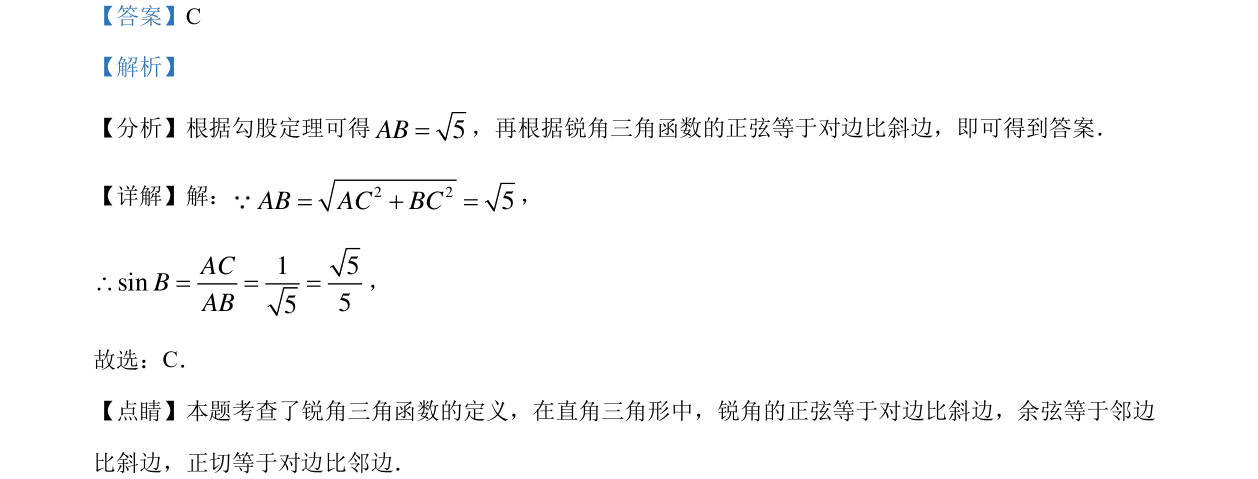 【答案】C
【解析】
【分析】根据勾股定理可得 AB = √5，再根据锐角三角函数的正弦等于对边比斜边，即可得到答案．
【详解】解：∵ AB = √(AC² + BC²) = √5，
∴ sin B = AC/AB = 1/√5 = √5/5，
故选：C．
【点睛】本题考查了锐角三角函数的定义，在直角三角形中，锐角的正弦等于对边比斜边，余弦等于邻边
比斜边，正切等于对边比邻边．